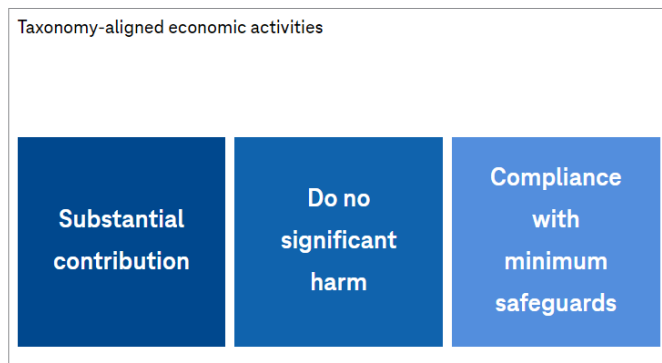 Taxonomy-aligned economic activities
Substantial
contribution
Do no
significant
harm
Compliance
with
minimum
safeguards